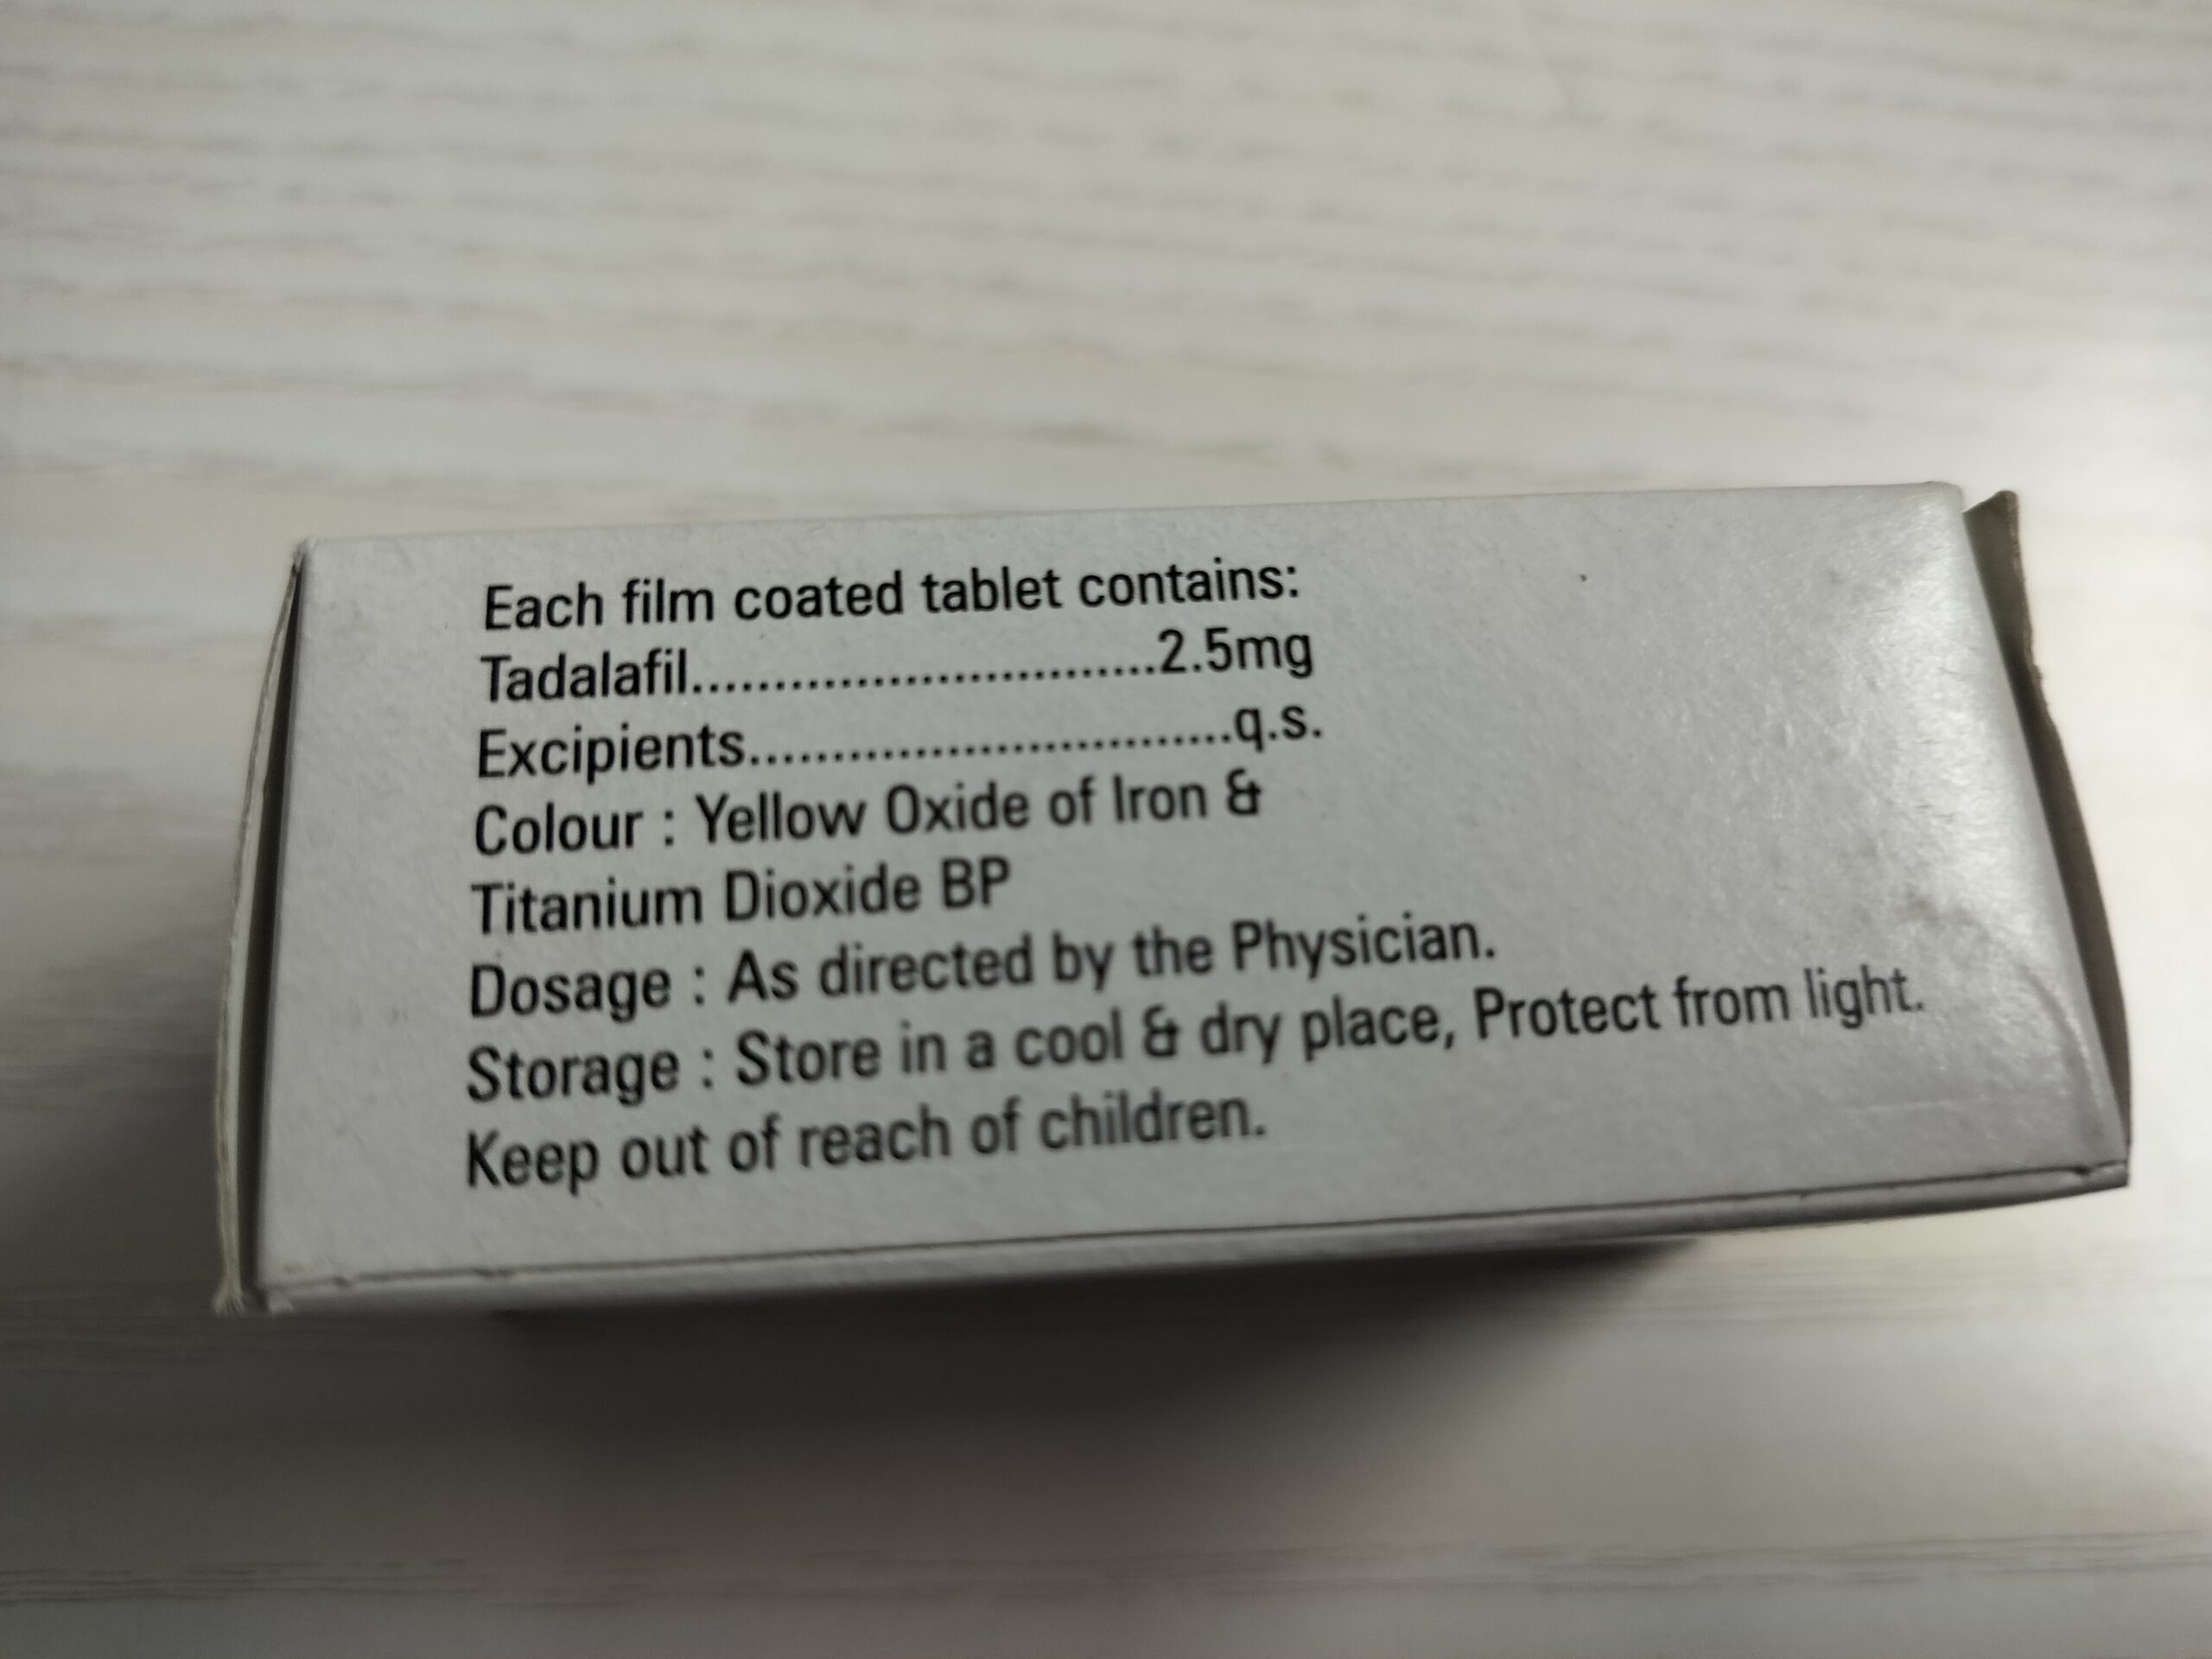 Each film coated tablet contains:
Tadalafil............................2.5mg
Excipients.............................q.s.
Colour : Yellow Oxide of Iron &
Titanium Dioxide BP
Dosage : As directed by the Physician.
Storage : Store in a cool & dry place, Protect from light.
Keep out of reach of children.